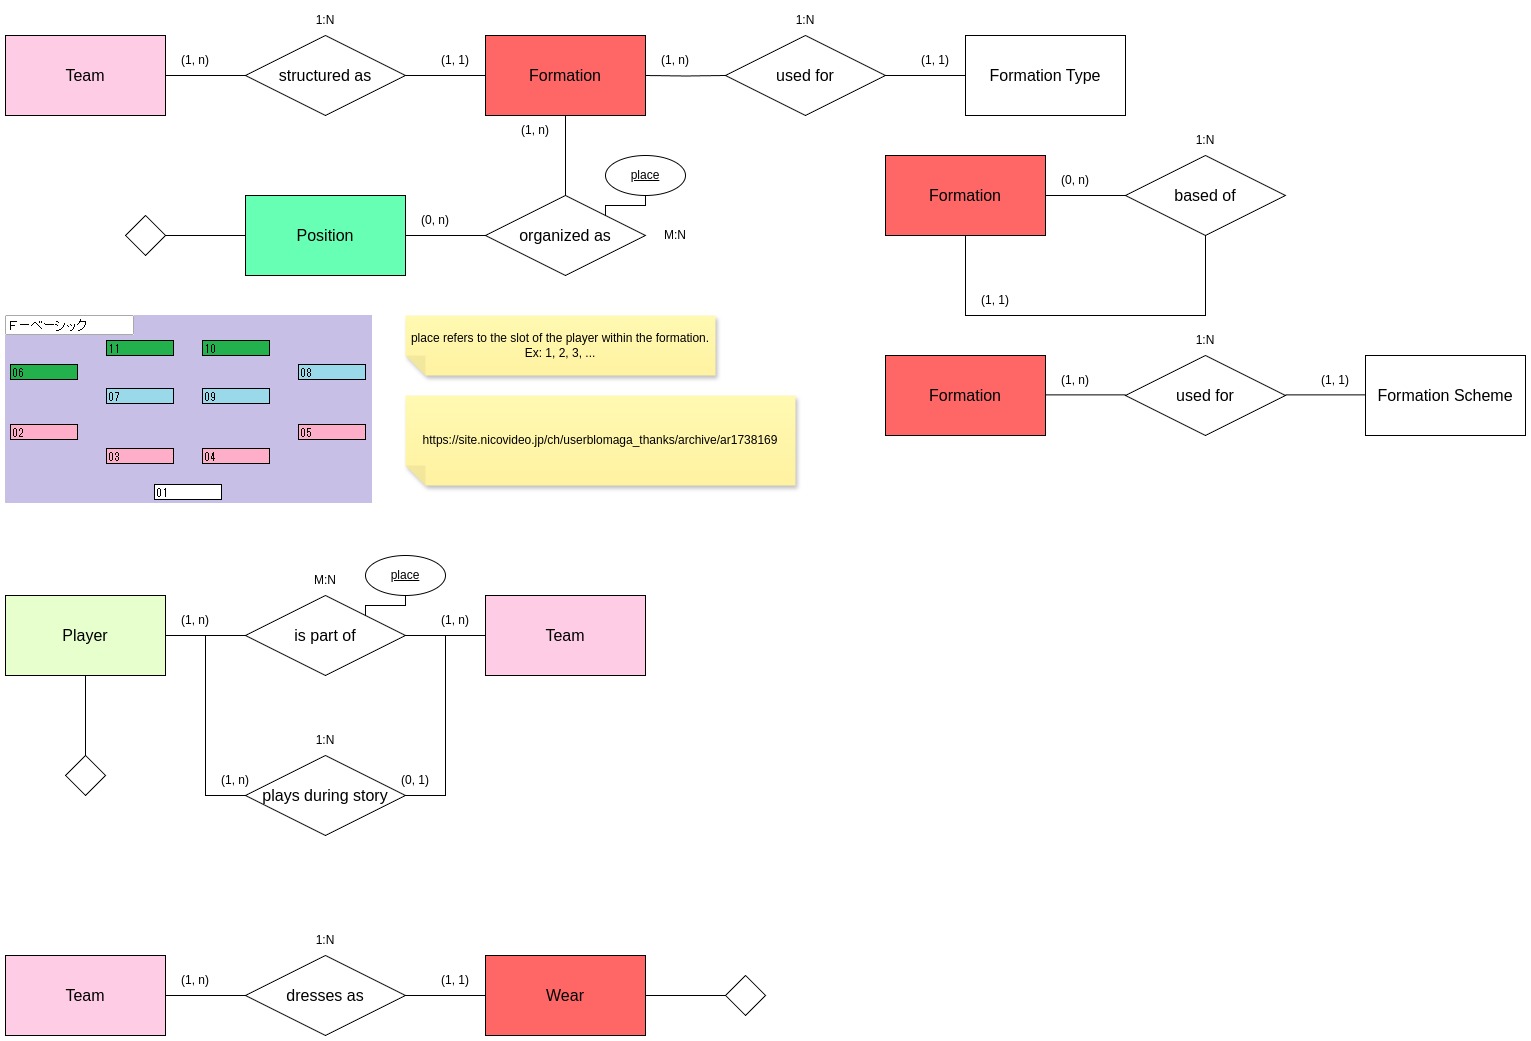 1:N
1:N
Team
(1, n)
structured as
(1, 1)
Formation
(1, n)
used for
(1, 1)
Formation Type
(1, n)
place
1:N
Formation
(0, n)
based of
Position
(0, n)
organized as
M:N
(1, 1)
Fーベーシック
11
10
06
08
07
09
02
05
03
04
01
place refers to the slot of the player within the formation.
Ex: 1, 2, 3, ...
https://site.nicovideo.jp/ch/userblomaga_thanks/archive/ar1738169
1:N
Formation
(1, n)
used for
(1, 1)
Formation Scheme
M:N
place
Player
(1, n)
is part of
(1, n)
Team
1:N
(1, n)
plays during story
(0, 1)
1:N
Team
(1, n)
dresses as
(1, 1)
Wear